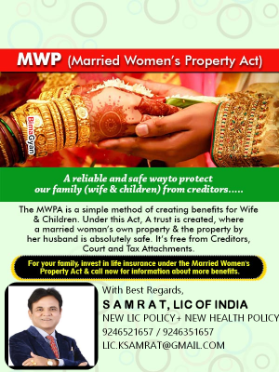 MWP (Married Women's Property Act)
BimaGyan
A reliable and safe way to protect
our family (wife & children) from creditors.....
The MWPA is a simple method of creating benefits for Wife
& Children. Under this Act, A trust is created, where
a married woman's own property & the property by
her husband is absolutely safe. It's free from Creditors,
Court and Tax Attachments.
For your family, invest in life insurance under the Married Women's
Property Act & call now for information about more benefits.
With Best Regards,
S A M R A T, LIC OF INDIA
NEW LIC POLICY+ NEW HEALTH POLICY
9246521657 / 9246351657
LIC.KSAMRAT@GMAIL.COM